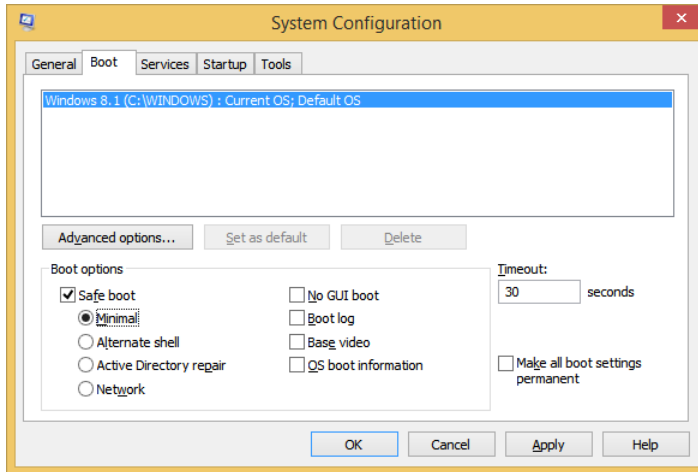 System Configuration
General Boot Services Startup Tools
Windows 8.1 (C:\WINDOWS) : Current OS; Default OS
Advanced options... Set as default Delete
Boot options
Timeout:
Safe boot No GUI boot 30 seconds
Minimal Boot log
Alternate shell Base video
Active Directory repair OS boot information Make all boot settings
permanent
Network
OK Cancel Apply Help